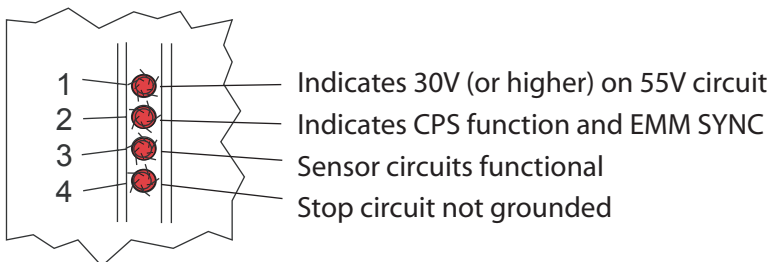 1 Indicates 30V (or higher) on 55V circuit
2 Indicates CPS function and EMM SYNC
3 Sensor circuits functional
4 Stop circuit not grounded